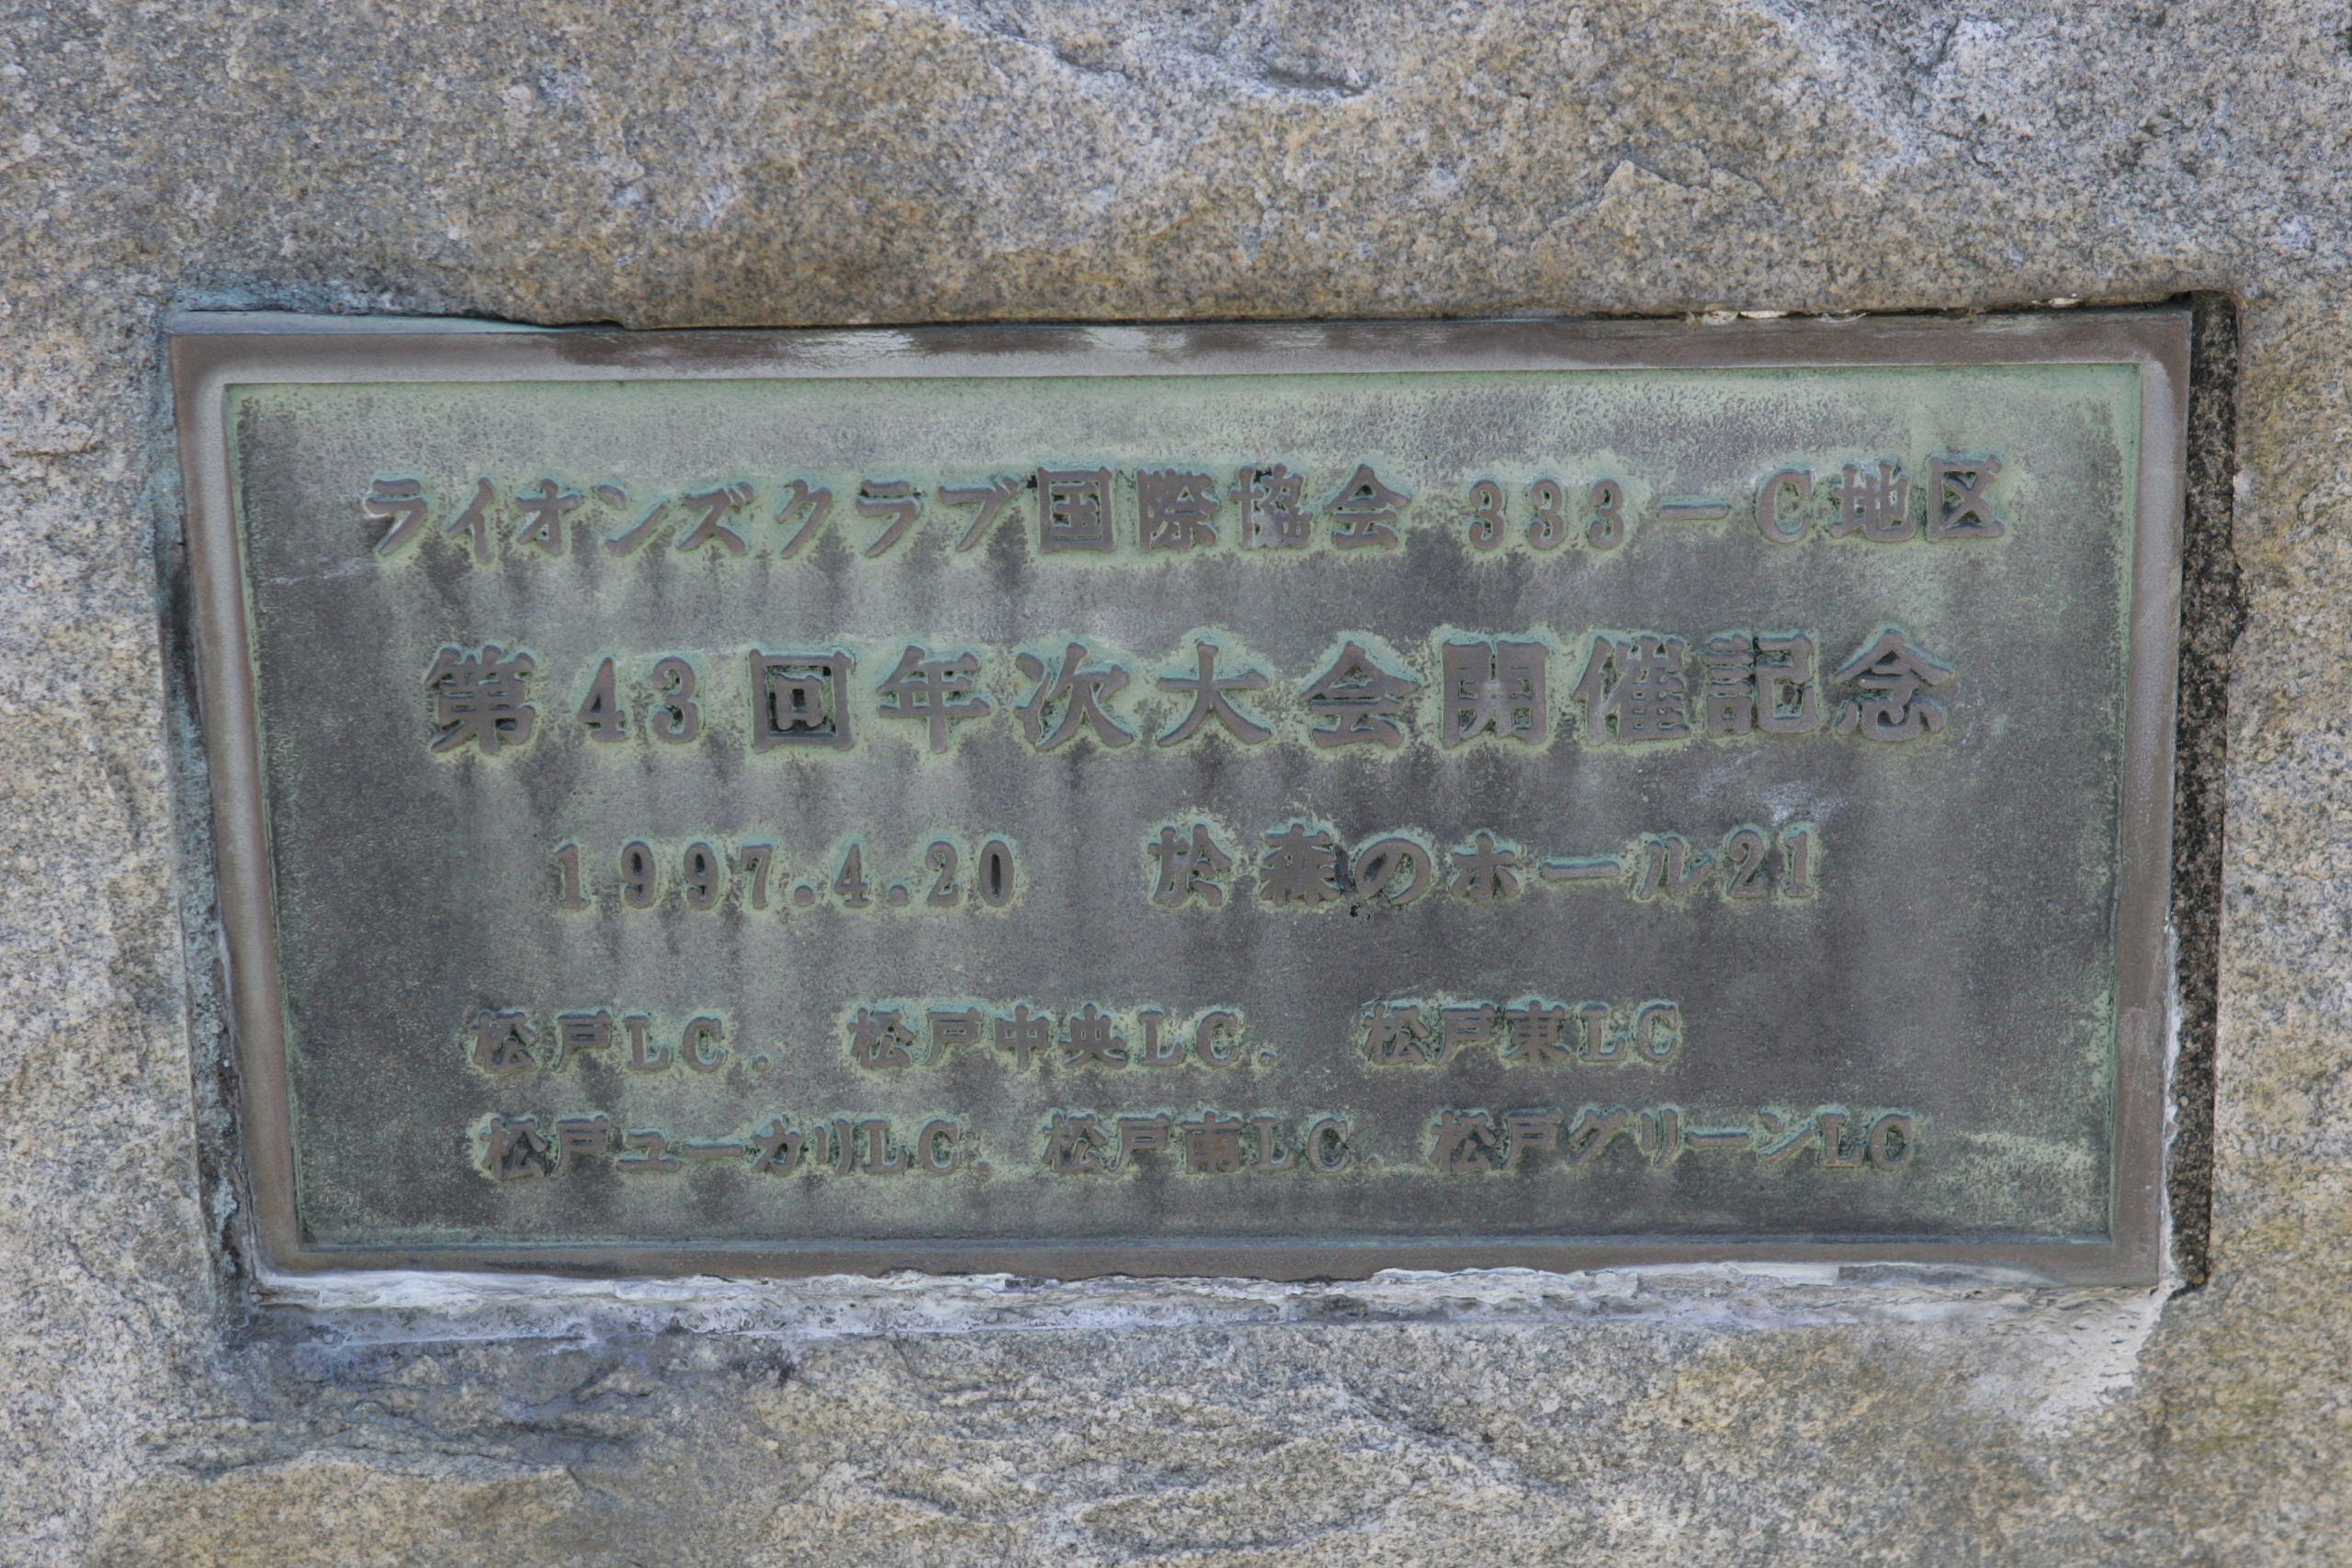 ライオンズクラブ国際協会 333－C地区
第43回年次大会開催記念
1997.4.20　於 森のホール21
松戸LC、 松戸中央LC、 松戸東LC
松戸ユーカリLC、 松戸南LC、 松戸グリーンLC